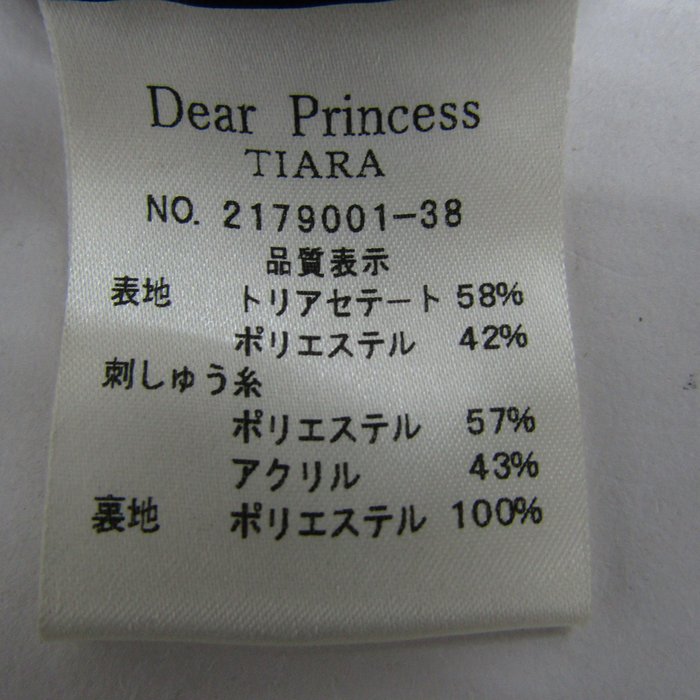 Dear Princess
TIARA
NO. 2179001-38
品質表示
表地 トリアセテート 58%
ポリエステル 42%
刺しゅう糸
ポリエステル 57%
アクリル 43%
裏地 ポリエステル 100%